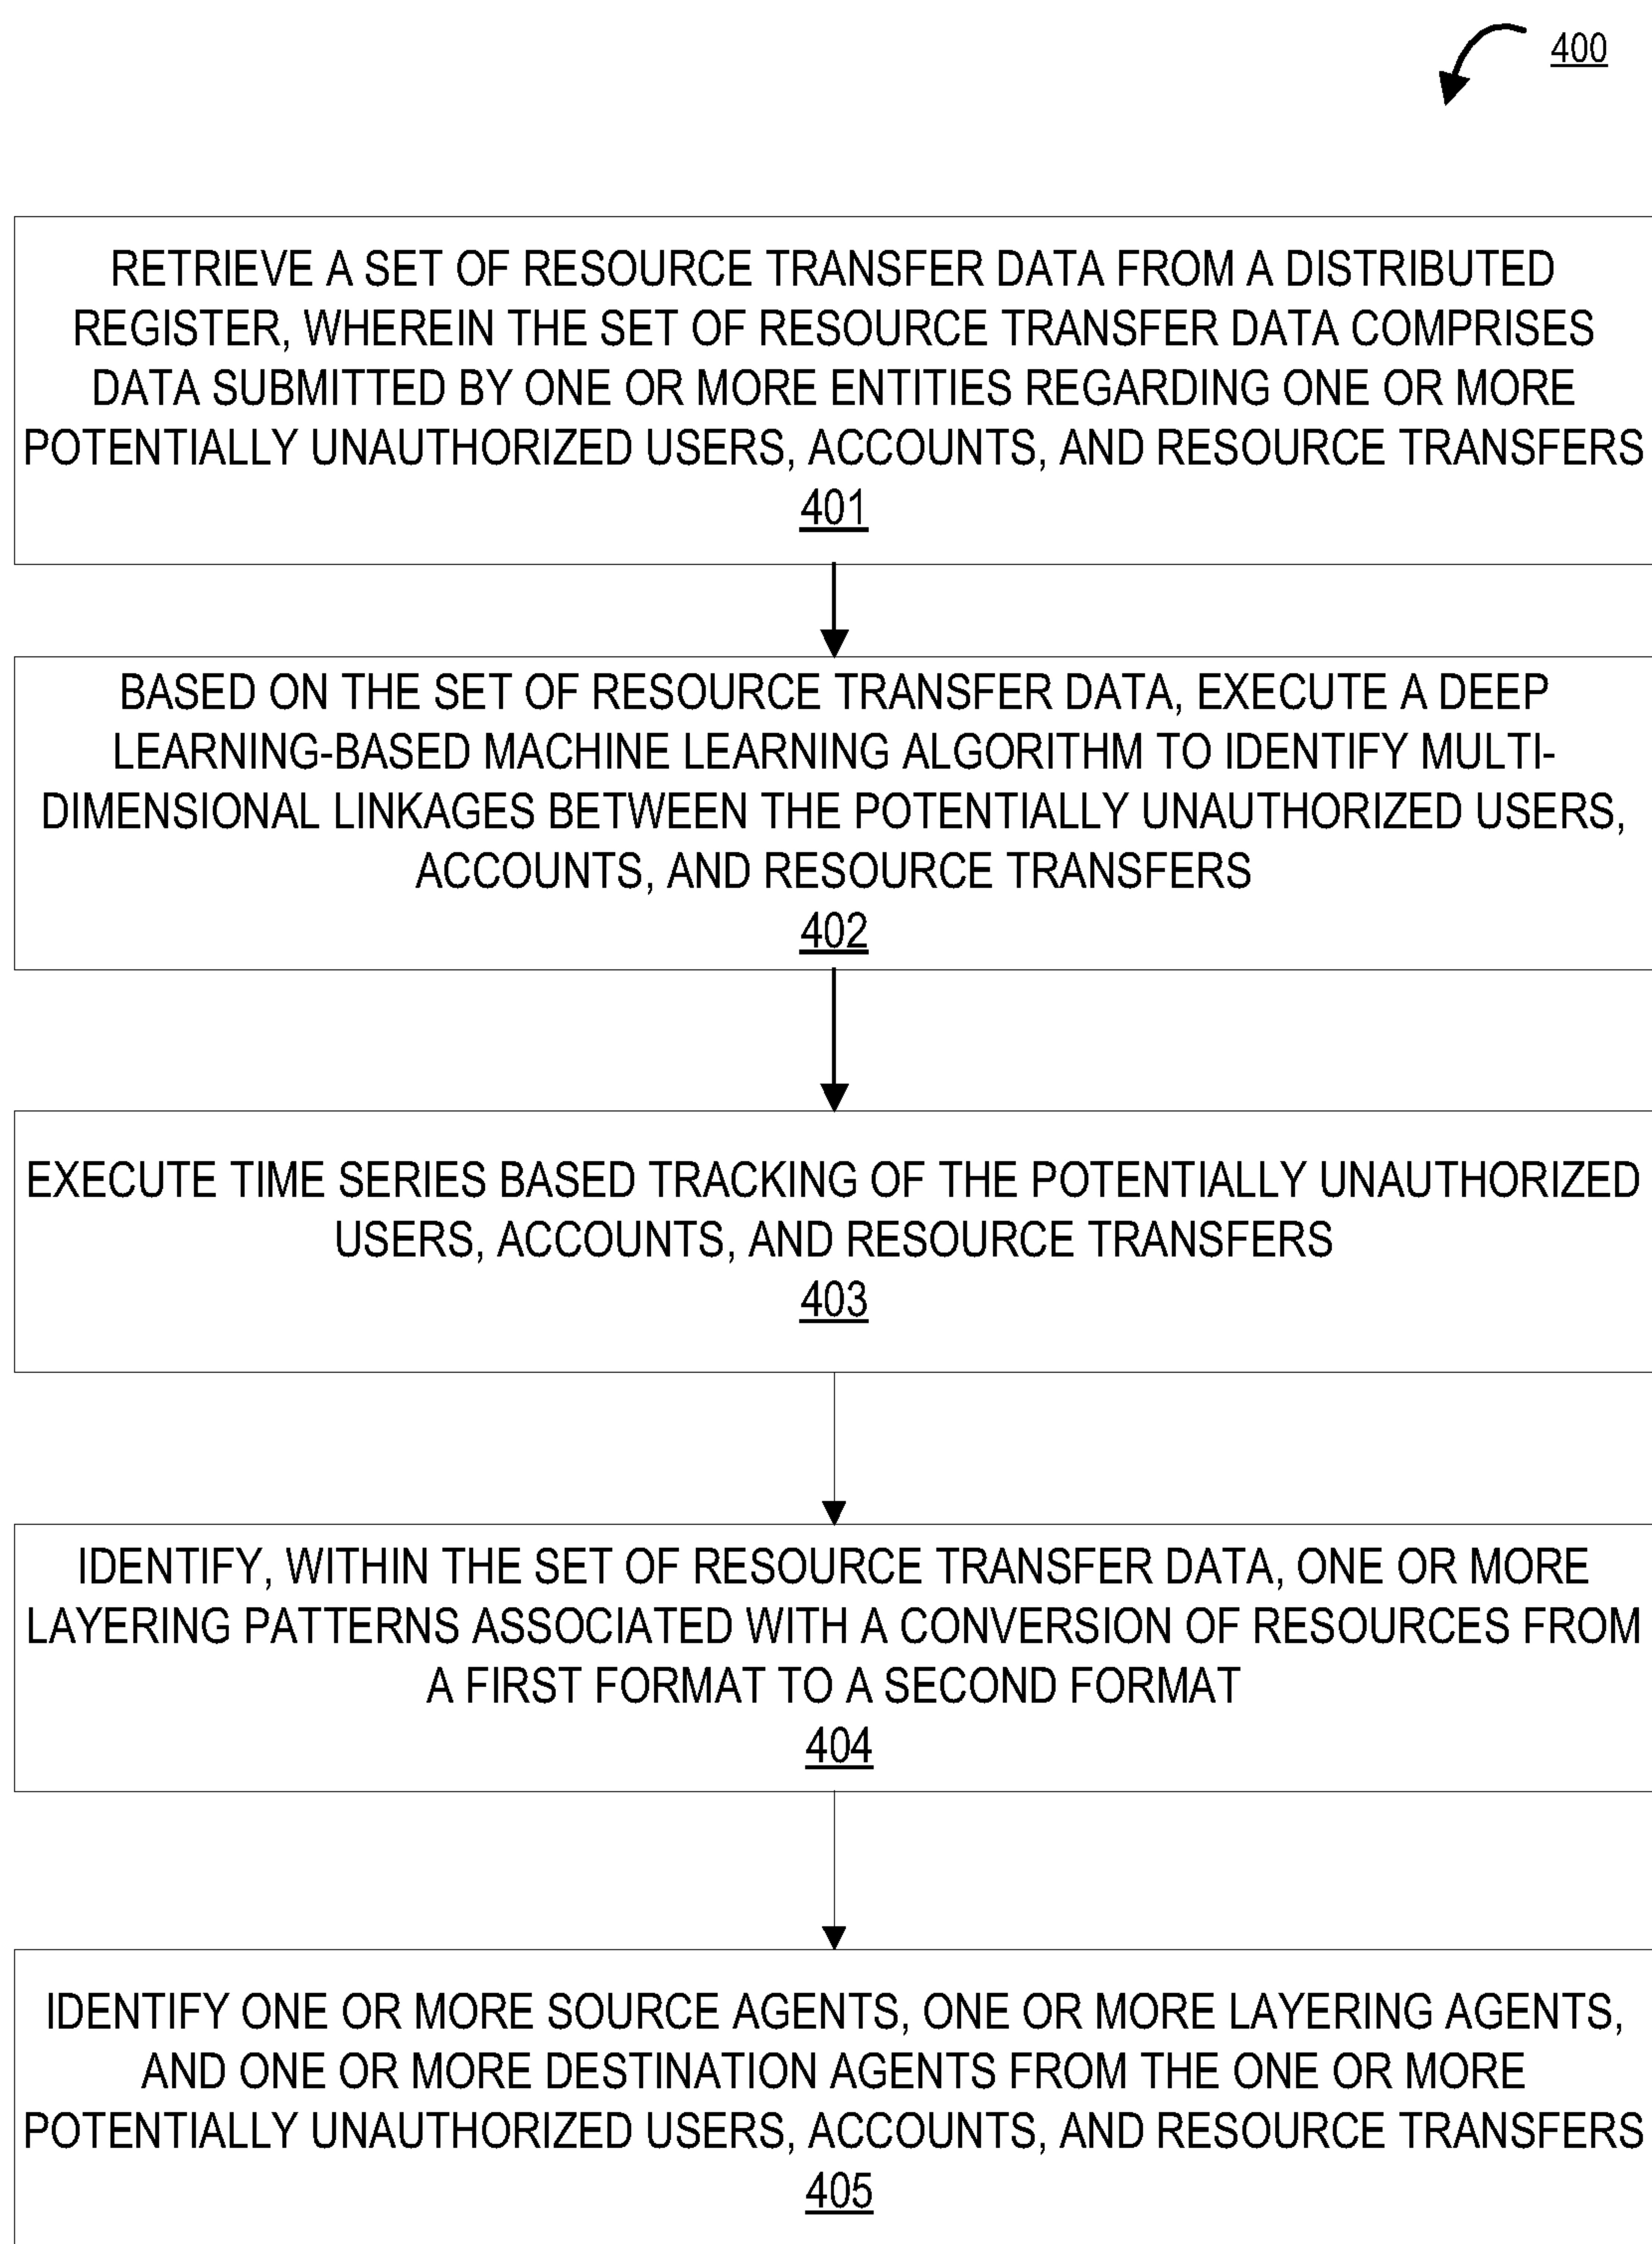 400
RETRIEVE A SET OF RESOURCE TRANSFER DATA FROM A DISTRIBUTED
REGISTER, WHEREIN THE SET OF RESOURCE TRANSFER DATA COMPRISES
DATA SUBMITTED BY ONE OR MORE ENTITIES REGARDING ONE OR MORE
POTENTIALLY UNAUTHORIZED USERS, ACCOUNTS, AND RESOURCE TRANSFERS
401
BASED ON THE SET OF RESOURCE TRANSFER DATA, EXECUTE A DEEP
LEARNING-BASED MACHINE LEARNING ALGORITHM TO IDENTIFY MULTI-
DIMENSIONAL LINKAGES BETWEEN THE POTENTIALLY UNAUTHORIZED USERS,
ACCOUNTS, AND RESOURCE TRANSFERS
402
EXECUTE TIME SERIES BASED TRACKING OF THE POTENTIALLY UNAUTHORIZED
USERS, ACCOUNTS, AND RESOURCE TRANSFERS
403
IDENTIFY, WITHIN THE SET OF RESOURCE TRANSFER DATA, ONE OR MORE
LAYERING PATTERNS ASSOCIATED WITH A CONVERSION OF RESOURCES FROM
A FIRST FORMAT TO A SECOND FORMAT
404
IDENTIFY ONE OR MORE SOURCE AGENTS, ONE OR MORE LAYERING AGENTS,
AND ONE OR MORE DESTINATION AGENTS FROM THE ONE OR MORE
POTENTIALLY UNAUTHORIZED USERS, ACCOUNTS, AND RESOURCE TRANSFERS
405